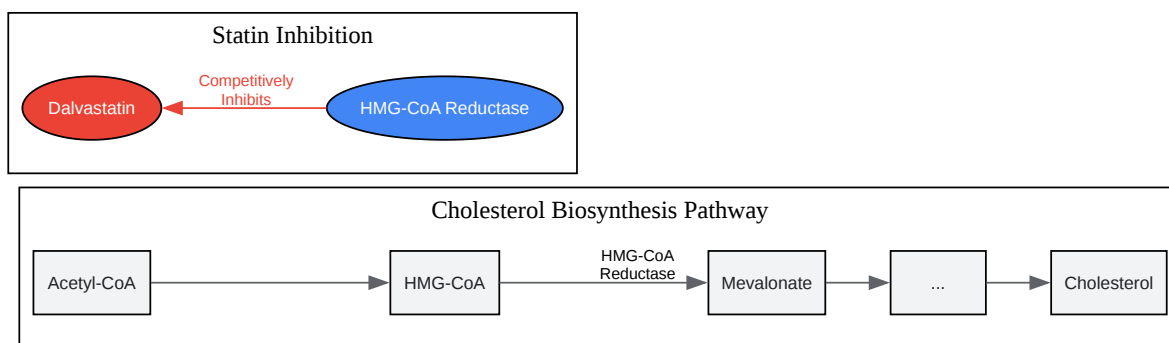 Statin Inhibition
Competitively
Inhibits
Dalvastatin
HMG-CoA Reductase
Cholesterol Biosynthesis Pathway
HMG-CoA
Reductase
Acetyl-CoA
HMG-CoA
Mevalonate
...
Cholesterol